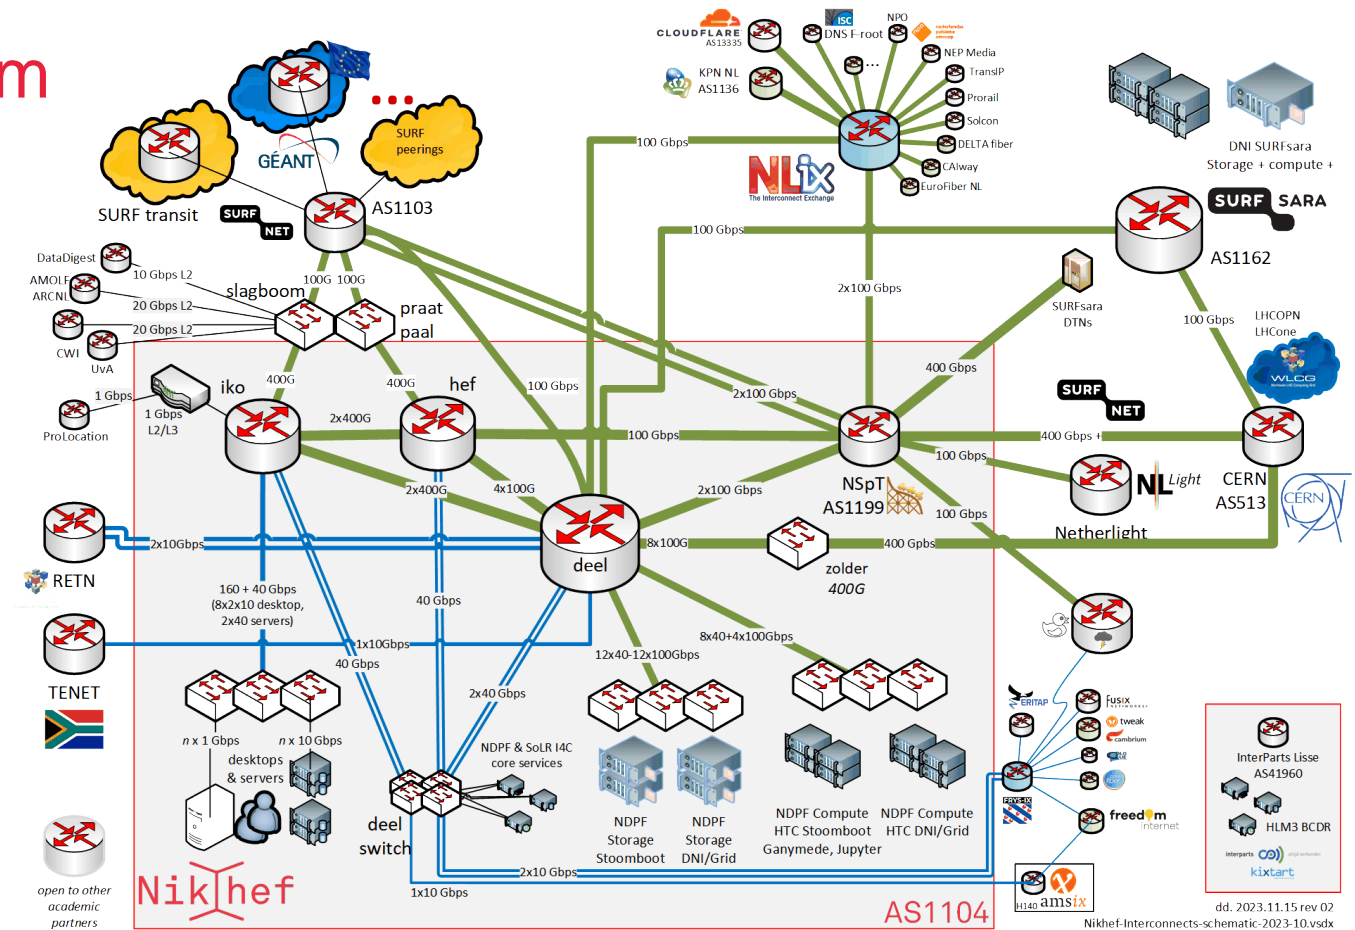 m
CLOUDFLARE
AS13335
KPN NL
AS1136
ISC
DNS F-root
NPO
NEP Media
TransIP
Prorail
Solcon
DELTA fiber
CAIway
EuroFiber NL
...
NLix
The Interconnect Exchange
DNI SURFsara
Storage + compute +
SURF SARA
AS1162
SURF
peerings
GÉANT
SURF transit
AS1103
SURF
NET
100 Gbps
100 Gbps
2x100 Gbps
100 Gbps
SURFsara
DTNs
LHCOPN
LHCone
WLCG
DataDigest
AMOLF
ARCNL
CWI
UvA
10 Gbps L2
20 Gbps L2
20 Gbps L2
slagboom
100G
100G
praat
paal
400G
400G
iko
hef
1 Gbps
ProLocation
1 Gbps
L2/L3
2x400G
100 Gbps
100 Gbps
2x100 Gbps
400 Gbps
SURF
NET
400 Gbps +
100 Gbps
NL Light
Netherlight
CERN
AS513
CERN
2x400G
4x100G
2x100 Gbps
NSpT
AS1199
100 Gbps
RETN
2x10Gbps
deel
8x100G
zolder
400G
400 Gbps
160 + 40 Gbps
(8x2x10 desktop,
2x40 servers)
40 Gbps
TENET
1x10Gbps
40 Gbps
12x40-12x100Gbps
8x40+4x100Gbps
2x40 Gbps
n x 1 Gbps
n x 10 Gbps
desktops
& servers
NDPF & SoLR I4C
core services
deel
switch
NDPF
Storage
Stoomboot
NDPF
Storage
DNI/Grid
NDPF Compute
HTC Stoomboot
Ganymede, Jupyter
NDPF Compute
HTC DNI/Grid
ERITAP
FUSIX
NETWORKS
tweak
cambrium
FRYS-IX
freedom
internet
2x10 Gbps
1x10 Gbps
H140
amsix
open to other
academic
partners
Nikhef
AS1104
InterParts Lisse
AS41960
HLM3 BCDR
interparts
kixtart
dd. 2023.11.15 rev 02
Nikhef-Interconnects-schematic-2023-10.vsdx